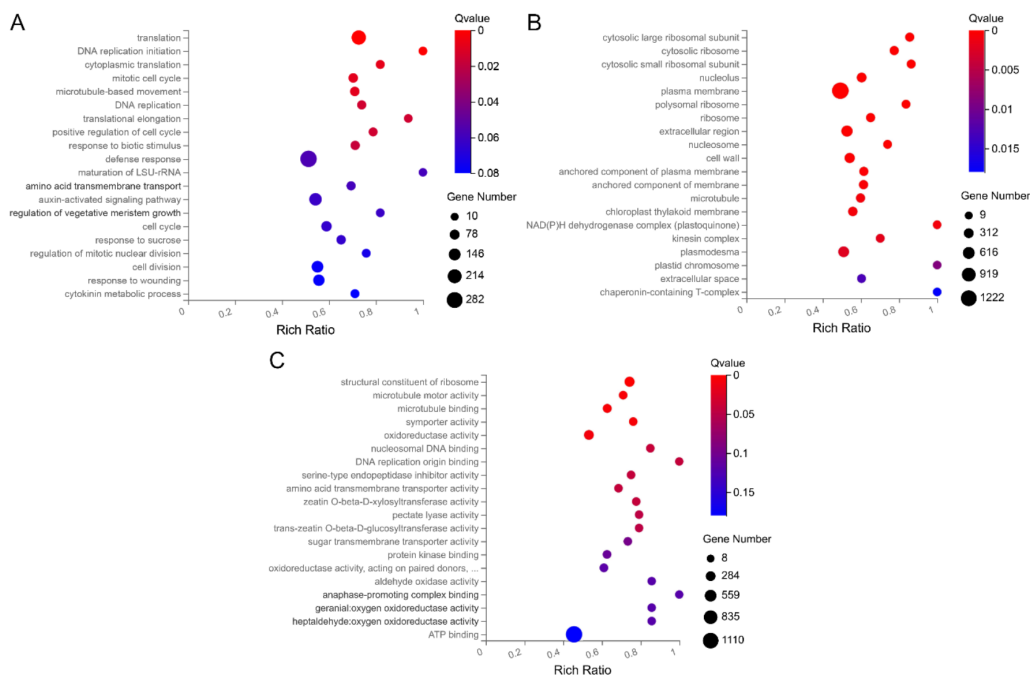 A
Qvalue
translation
0
DNA replication initiation
cytoplasmic translation
0.02
mitotic cell cycle
microtubule-based movement
0.04
DNA replication
translational elongation
0.06
positive regulation of cell cycle
response to biotic stimulus
defense response
maturation of LSU-rRNA
0.08
amino acid transmembrane transport
auxin-activated signaling pathway
regulation of vegetative meristem growth
cell cycle
response to sucrose
regulation of mitotic nuclear division
cell division
response to wounding
cytokinin metabolic process
Gene Number
10
78
146
214
282
0 0.2 0.4 0.6 0.8 1
Rich Ratio
B
Qvalue
cytosolic large ribosomal subunit
0
cytosolic ribosome
cytosolic small ribosomal subunit
nucleolus
0.005
plasma membrane
polysomal ribosome
0.01
ribosome
extracellular region
nucleosome
0.015
cell wall
anchored component of plasma membrane
anchored component of membrane
microtubule
chloroplast thylakoid membrane
NAD(P)H dehydrogenase complex (plastoquinone)
kinesin complex
plasmodesma
plastid chromosome
extracellular space
chaperonin-containing T-complex
Gene Number
9
312
616
919
1222
0 0.2 0.4 0.6 0.8 1
Rich Ratio
C
Qvalue
structural constituent of ribosome
0
microtubule motor activity
microtubule binding
symporter activity
0.05
oxidoreductase activity
nucleosomal DNA binding
DNA replication origin binding
0.1
serine-type endopeptidase inhibitor activity
amino acid transmembrane transporter activity
zeatin O-beta-D-xylosyltransferase activity
0.15
pectate lyase activity
trans-zeatin O-beta-D-glucosyltransferase activity
sugar transmembrane transporter activity
protein kinase binding
oxidoreductase activity, acting on paired donors, ...
aldehyde oxidase activity
anaphase-promoting complex binding
geranial:oxygen oxidoreductase activity
heptaldehyde:oxygen oxidoreductase activity
ATP binding
Gene Number
8
284
559
835
1110
0 0.2 0.4 0.6 0.8 1
Rich Ratio